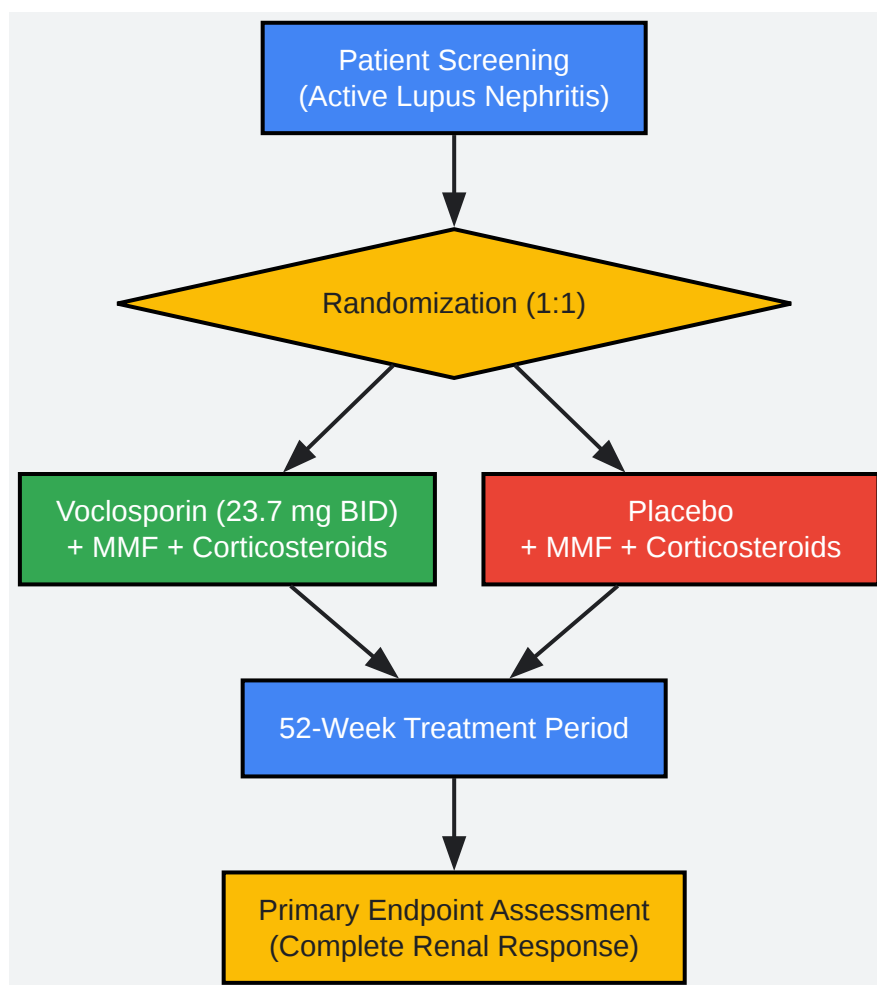 Patient Screening
(Active Lupus Nephritis)
Randomization (1:1)
Voclosporin (23.7 mg BID)
+ MMF + Corticosteroids
Placebo
+ MMF + Corticosteroids
52-Week Treatment Period
Primary Endpoint Assessment
(Complete Renal Response)